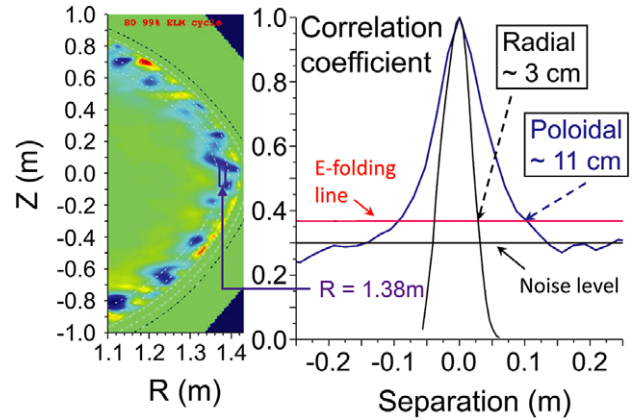 80 99% ELM cycle
1.0
0.8
0.6
0.4
0.2
0.0
-0.2
-0.4
-0.6
-0.8
-1.0
Z (m)
1.1 1.2 1.3 1.4
R (m)
R = 1.38m
Correlation
coefficient
1.0
0.8
0.6
0.4
0.2
0.0
Radial
~ 3 cm
Poloidal
~ 11 cm
E-folding
line
Noise level
-0.2 -0.1 0.0 0.1 0.2
Separation (m)